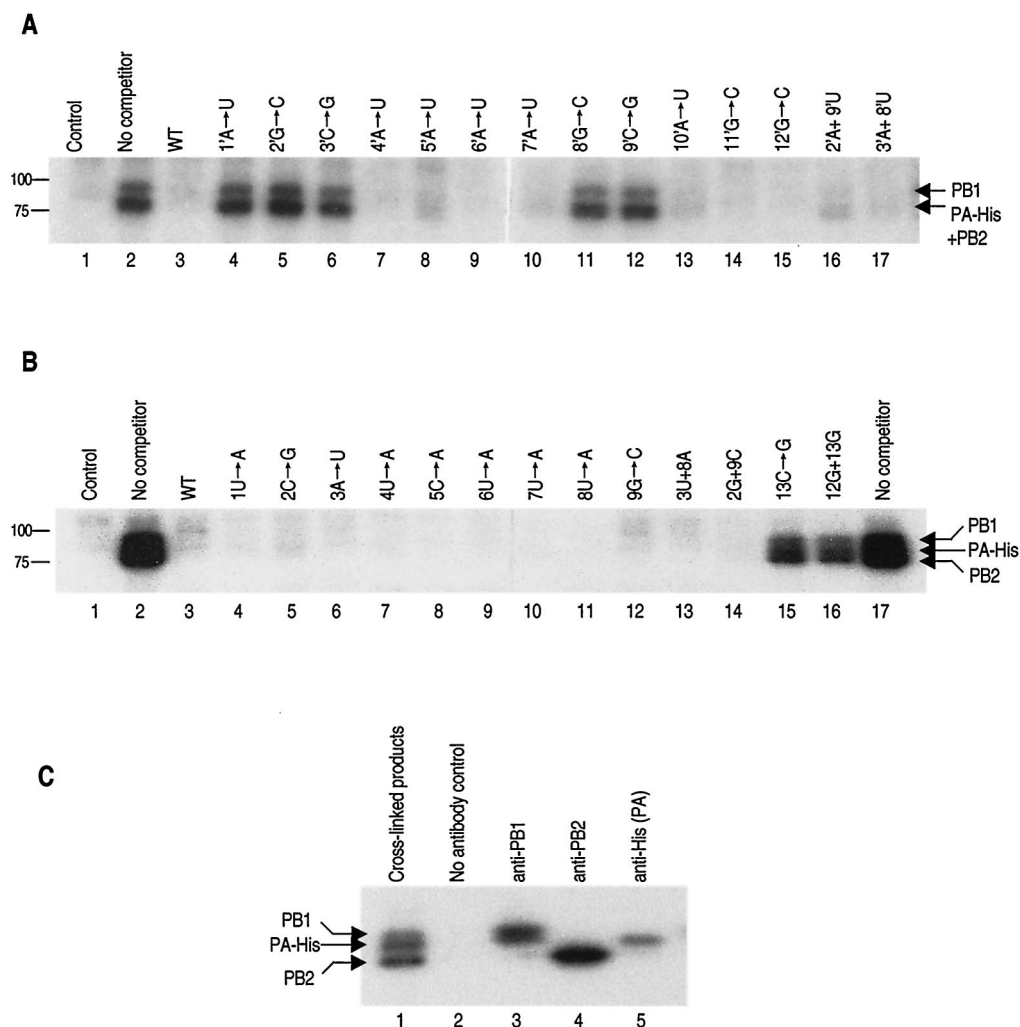 A
Control
No competitor
WT
1'A→U
2'G→C
3'C→G
4'A→U
5'A→U
6'A→U
7'A→U
8'G→C
9'C→G
10'A→U
11'G→C
12'G→C
2'A+ 9'U
3'A+ 8'U
100
75
PB1
PA-His
+PB2
1 2 3 4 5 6 7 8 9 10 11 12 13 14 15 16 17
B
Control
No competitor
WT
1U→A
2C→G
3A→U
4U→A
5C→A
6U→A
7U→A
8U→A
9G→C
3U+8A
2G+9C
13C→G
12G+13G
No competitor
100
75
PB1
PA-His
PB2
1 2 3 4 5 6 7 8 9 10 11 12 13 14 15 16 17
C
Cross-linked products
No antibody control
anti-PB1
anti-PB2
anti-His (PA)
PB1
PA-His
PB2
1 2 3 4 5